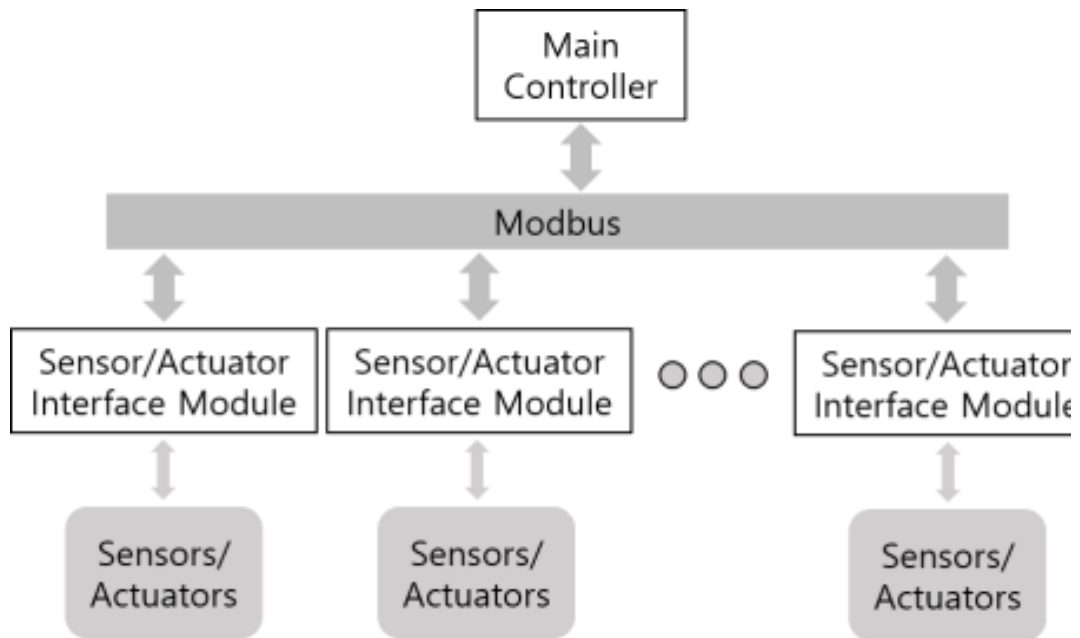 Main
Controller
Modbus
Sensor/Actuator
Interface Module
Sensor/Actuator
Interface Module
Sensor/Actuator
Interface Module
Sensors/
Actuators
Sensors/
Actuators
Sensors/
Actuators